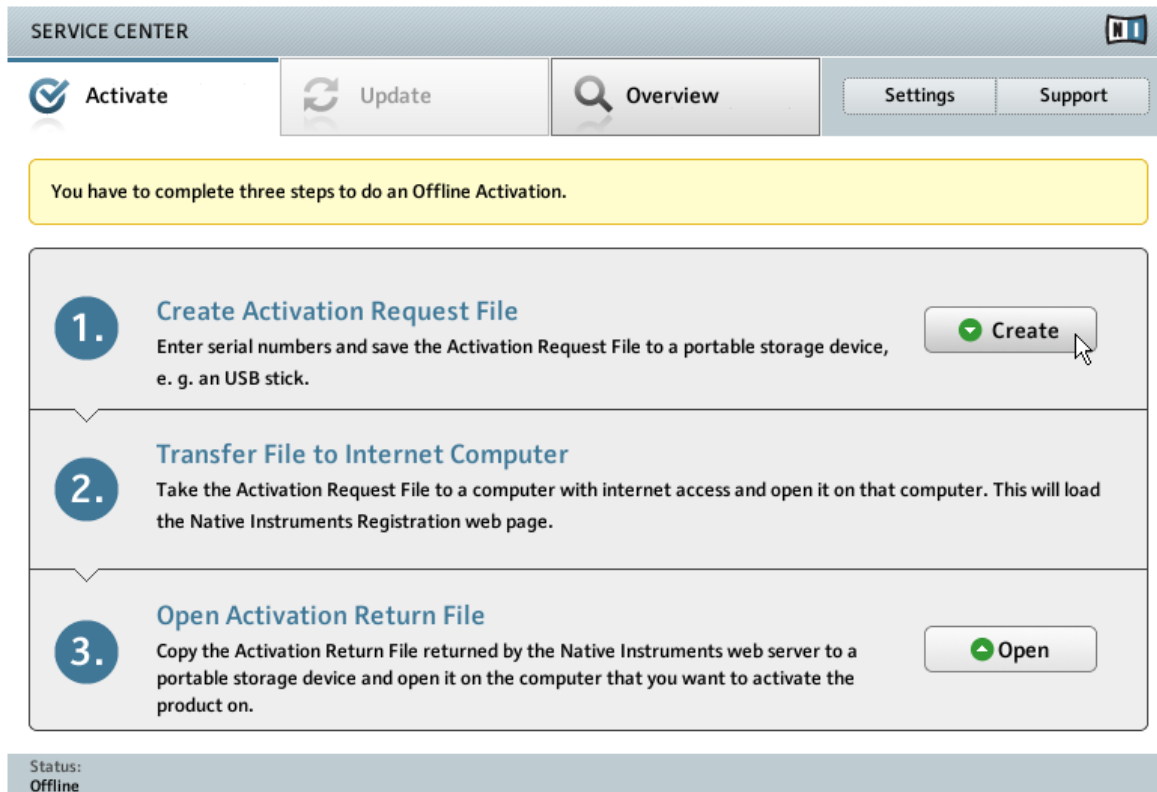 SERVICE CENTER
NI
Activate
Update
Overview
Settings
Support
You have to complete three steps to do an Offline Activation.
1.
Create Activation Request File
Enter serial numbers and save the Activation Request File to a portable storage device,
e. g. an USB stick.
Create
2.
Transfer File to Internet Computer
Take the Activation Request File to a computer with internet access and open it on that computer. This will load
the Native Instruments Registration web page.
3.
Open Activation Return File
Copy the Activation Return File returned by the Native Instruments web server to a
portable storage device and open it on the computer that you want to activate the
product on.
Open
Status:
Offline